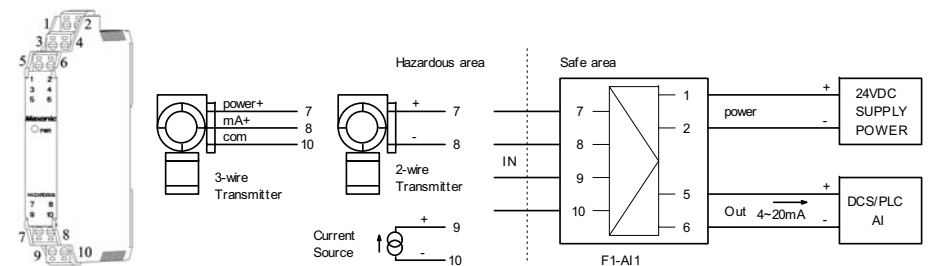 1 2
3 4
5 6
1 2
3 4
5 6
Maxonic
PWR
HAZARDOUS
7 8
9 10
7 8
9 10
power+ 7
mA+ 8
com 10
3-wire
Transmitter
Hazardous area
+ 7
- 8
2-wire
Transmitter
IN
Current
Source
+ 9
- 10
Safe area
7 1
8 2
9
10 5
6
F1-AI1
power
+
-
24VDC
SUPPLY
POWER
Out 4~20mA
+
-
DCS/PLC
AI